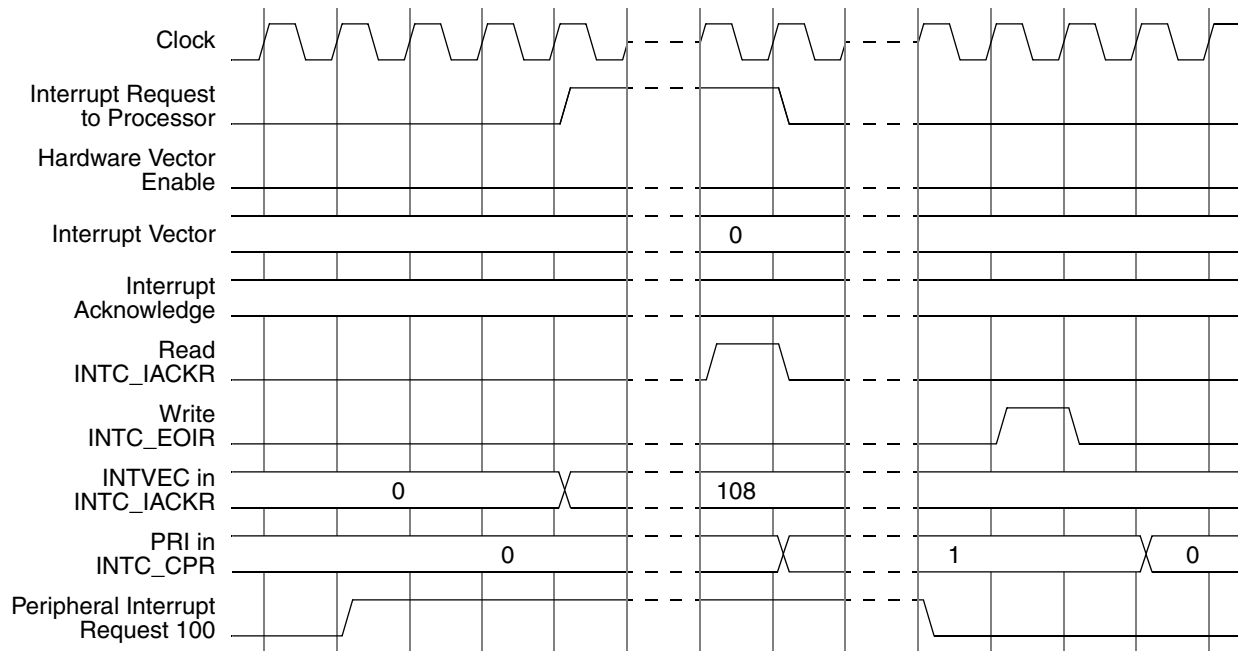 Clock
Interrupt Request
to Processor
Hardware Vector
Enable
Interrupt Vector
0
Interrupt
Acknowledge
Read
INTC_IACKR
Write
INTC_EOIR
INTVEC in
INTC_IACKR
0
108
PRI in
INTC_CPR
0
1
0
Peripheral Interrupt
Request 100